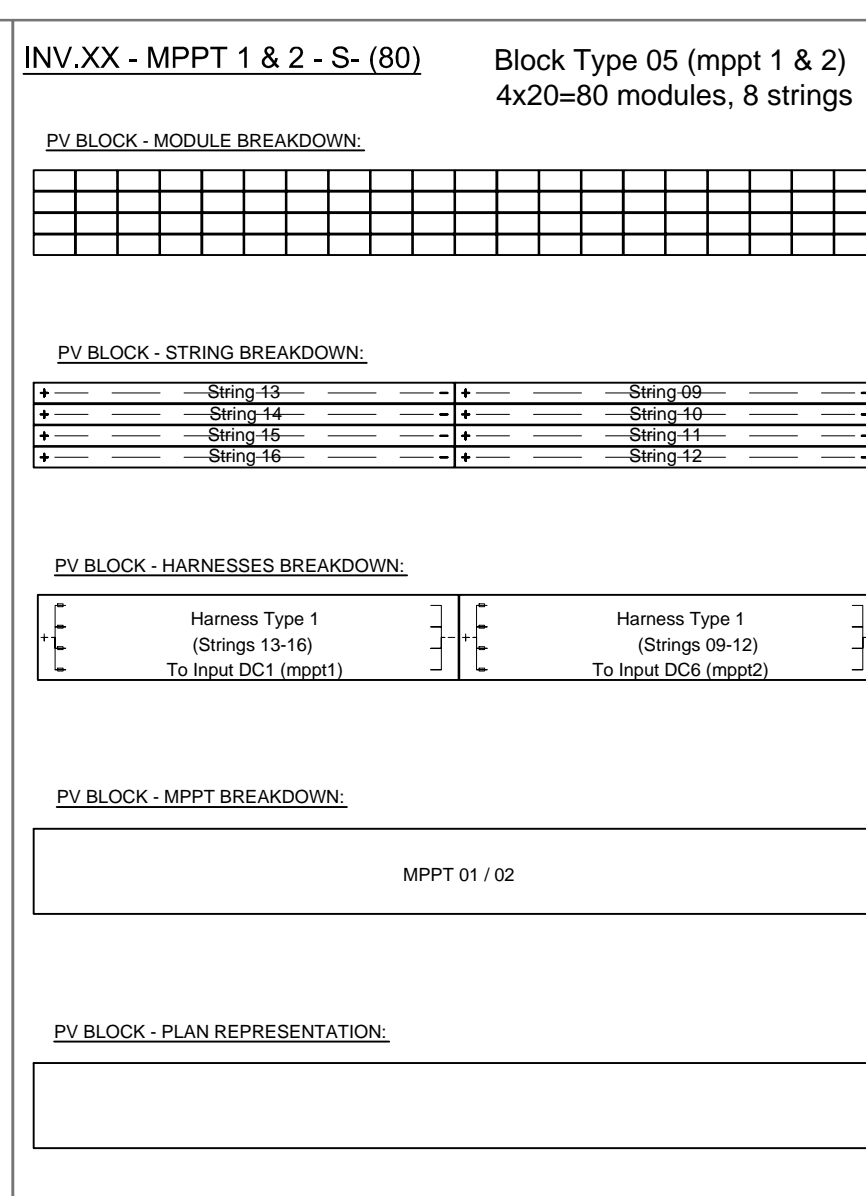 INV.XX - MPPT 1 & 2 - S- (80)
Block Type 05 (mppt 1 & 2)
4x20=80 modules, 8 strings
PV BLOCK - MODULE BREAKDOWN:
PV BLOCK - STRING BREAKDOWN:
+ String 13 - + String 09 -
+ String 14 - + String 10 -
+ String 15 - + String 11 -
+ String 16 - + String 12 -
PV BLOCK - HARNESSES BREAKDOWN:
Harness Type 1
(Strings 13-16)
To Input DC1 (mppt1)
Harness Type 1
(Strings 09-12)
To Input DC6 (mppt2)
PV BLOCK - MPPT BREAKDOWN:
MPPT 01 / 02
PV BLOCK - PLAN REPRESENTATION: